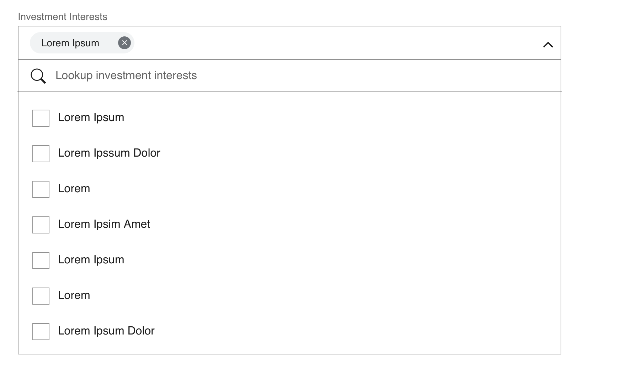 Investment Interests
Lorem Ipsum
Lookup investment interests
Lorem Ipsum
Lorem Ipssum Dolor
Lorem
Lorem Ipsim Amet
Lorem Ipsum
Lorem
Lorem Ipsum Dolor